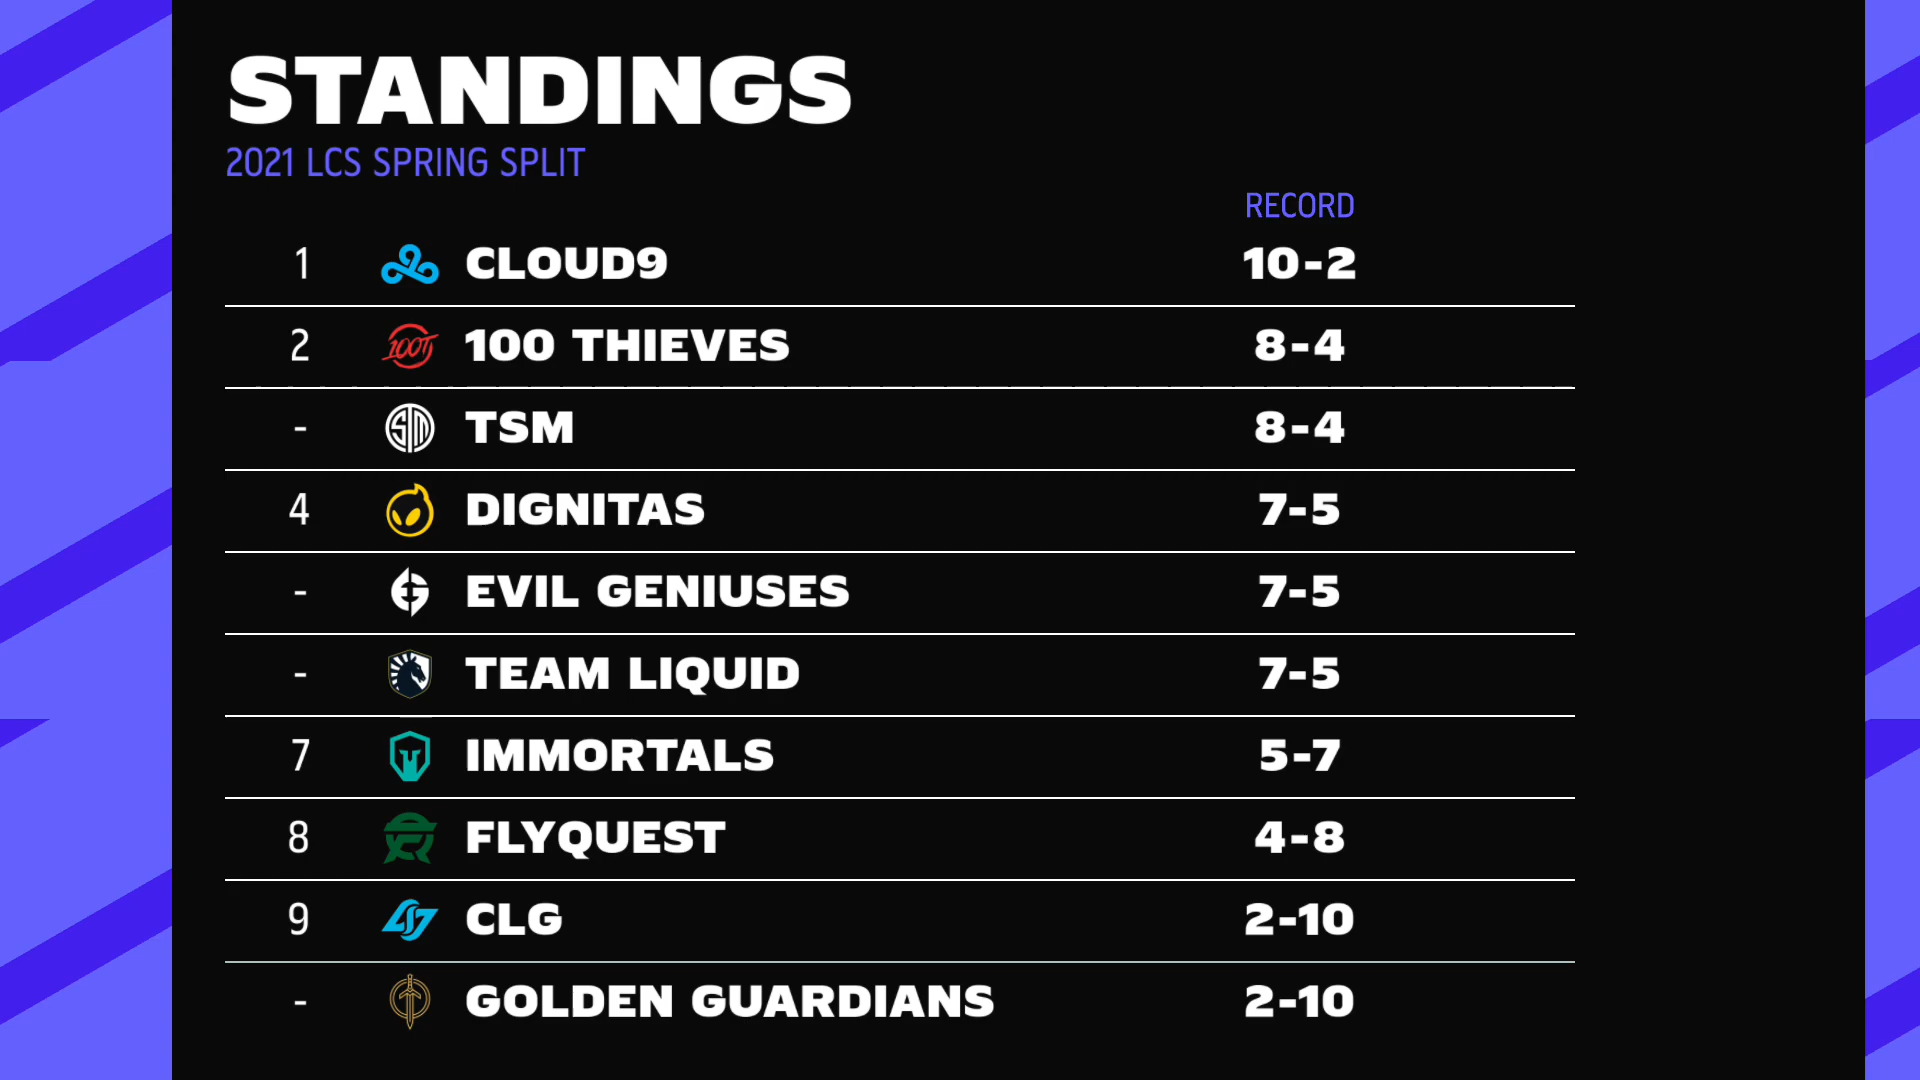 STANDINGS
2021 LCS SPRING SPLIT
RECORD
1 CLOUD9 10-2
2 100T 100 THIEVES 8-4
- TSM TSM 8-4
4 DIGNITAS 7-5
- EVIL GENIUSES 7-5
- TEAM LIQUID 7-5
7 IMMORTALS 5-7
8 FLYQUEST 4-8
9 CLG 2-10
- GOLDEN GUARDIANS 2-10